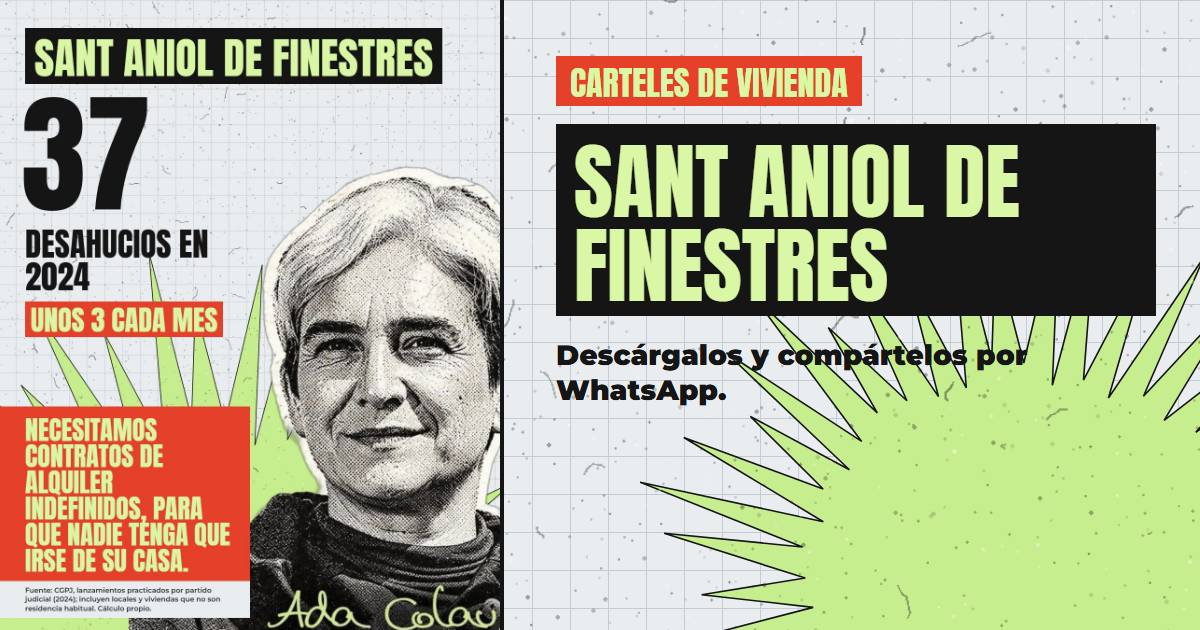 SANT ANIOL DE FINESTRES
37
DESAHUCIOS EN
2024
UNOS 3 CADA MES
NECESITAMOS
CONTRATOS DE
ALQUILER
INDEFINIDOS, PARA
QUE NADIE TENGA QUE
IRSE DE SU CASA.
Fuente: CGPJ, lanzamientos practicados por partido
judicial (2024); incluyen locales y viviendas que no son
residencia habitual. Cálculo propio.
Ada Colau
CARTELES DE VIVIENDA
SANT ANIOL DE
FINESTRES
Descárgalos y compártelos por
WhatsApp.